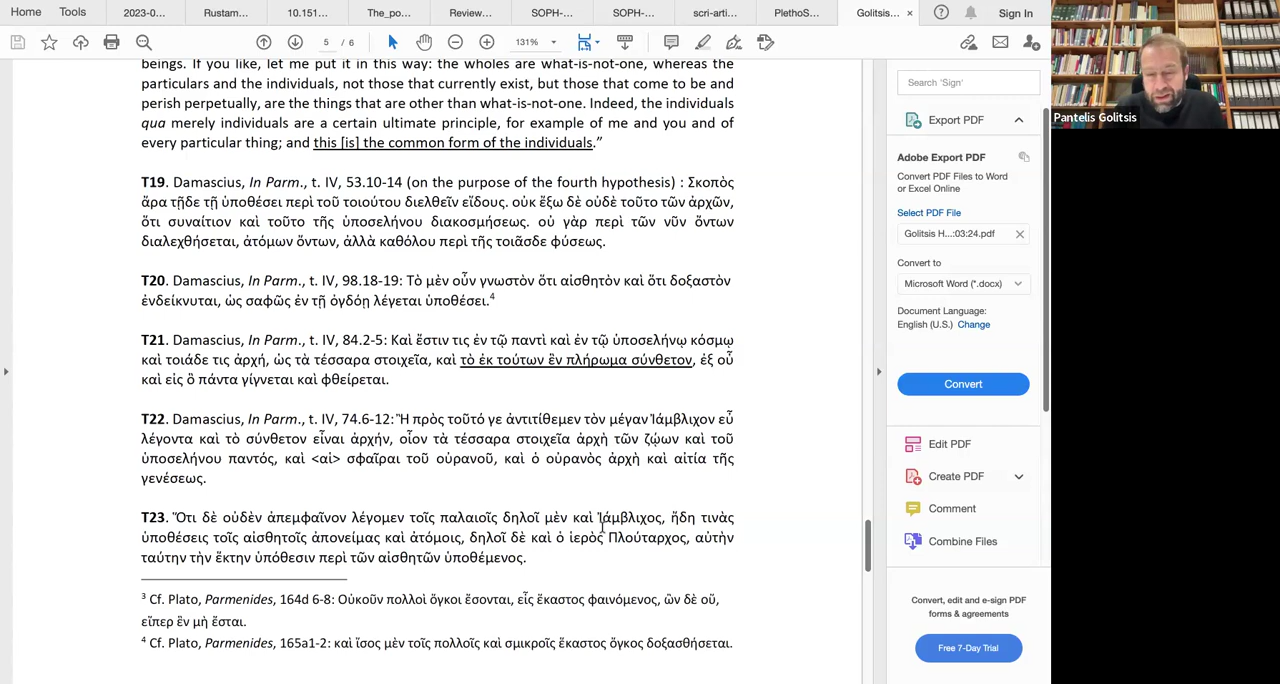 Home Tools 2023-0... Rustam... 10.151... The_po... Review... SOPH-... SOPH-... scri-arti... PlethoS... Golitsis... × Sign In
5 / 6 131%
beings. If you like, let me put it in this way: the wholes are what-is-not-one, whereas the
particulars and the individuals, not those that currently exist, but those that come to be and
perish perpetually, are the things that are other than what-is-not-one. Indeed, the individuals
qua merely individuals are a certain ultimate principle, for example of me and you and of
every particular thing; and this [is] the common form of the individuals."
T19. Damascius, In Parm., t. IV, 53.10-14 (on the purpose of the fourth hypothesis) : Σκοπὸς
ἄρα τῇδε τῇ ὑποθέσει περὶ τοῦ τοιούτου διελθεῖν εἴδους. οὐκ ἔξω δὲ οὐδὲ τοῦτο τῶν ἀρχῶν,
ὅτι συναίτιον καὶ τοῦτο τῆς ὑποσελήνου διακοσμήσεως. οὐ γὰρ περὶ τῶν νῦν ὄντων
διαλεχθήσεται, ἀτόμων ὄντων, ἀλλὰ καθόλου περὶ τῆς τοιᾶσδε φύσεως.
T20. Damascius, In Parm., t. IV, 98.18-19: Τὸ μὲν οὖν γνωστὸν ὅτι αἰσθητὸν καὶ ὅτι δοξαστὸν
ἐνδείκνυται, ὡς σαφῶς ἐν τῇ ὀγδόῃ λέγεται ὑποθέσει.4
T21. Damascius, In Parm., t. IV, 84.2-5: Καὶ ἔστιν τις ἐν τῷ παντὶ καὶ ἐν τῷ ὑποσελήνῳ κόσμῳ
καὶ τοιάδε τις ἀρχή, ὡς τὰ τέσσαρα στοιχεῖα, καὶ τὸ ἐκ τούτων ἓν πλήρωμα σύνθετον, ἐξ οὗ
καὶ εἰς ὃ πάντα γίγνεται καὶ φθείρεται.
T22. Damascius, In Parm., t. IV, 74.6-12: Ἢ πρὸς τοῦτό γε ἀντιτίθεμεν τὸν μέγαν Ἰάμβλιχον εὖ
λέγοντα καὶ τὸ σύνθετον εἶναι ἀρχήν, οἷον τὰ τέσσαρα στοιχεῖα ἀρχὴ τῶν ζῴων καὶ τοῦ
ὑποσελήνου παντός, καὶ <αἱ> σφαῖραι τοῦ οὐρανοῦ, καὶ ὁ οὐρανὸς ἀρχὴ καὶ αἰτία τῆς
γενέσεως.
T23. Ὅτι δὲ οὐδὲν ἀπεμφαῖνον λέγομεν τοῖς παλαιοῖς δηλοῖ μὲν καὶ Ἰάμβλιχος, ἤδη τινὰς
ὑποθέσεις τοῖς αἰσθητοῖς ἀπονείμας καὶ ἀτόμοις, δηλοῖ δὲ καὶ ὁ ἱερὸς Πλούταρχος, αὐτὴν
ταύτην τὴν ἕκτην ὑπόθεσιν περὶ τῶν αἰσθητῶν ὑποθέμενος.
3 Cf. Plato, Parmenides, 164d 6-8: Οὐκοῦν πολλοὶ ὄγκοι ἔσονται, εἷς ἕκαστος φαινόμενος, ὢν δὲ οὔ,
εἴπερ ἓν μὴ ἔσται.
4 Cf. Plato, Parmenides, 165a1-2: καὶ ἴσος μὲν τοῖς πολλοῖς καὶ σμικροῖς ἕκαστος ὄγκος δοξασθήσεται.
Search 'Sign'
Export PDF
Adobe Export PDF
Convert PDF Files to Word
or Excel Online
Select PDF File
Golitsis H...:03:24.pdf
Convert to
Microsoft Word (*.docx)
Document Language:
English (U.S.) Change
Convert
Edit PDF
Create PDF
Comment
Combine Files
Convert, edit and e-sign PDF
forms & agreements
Free 7-Day Trial
Pantelis Golitsis